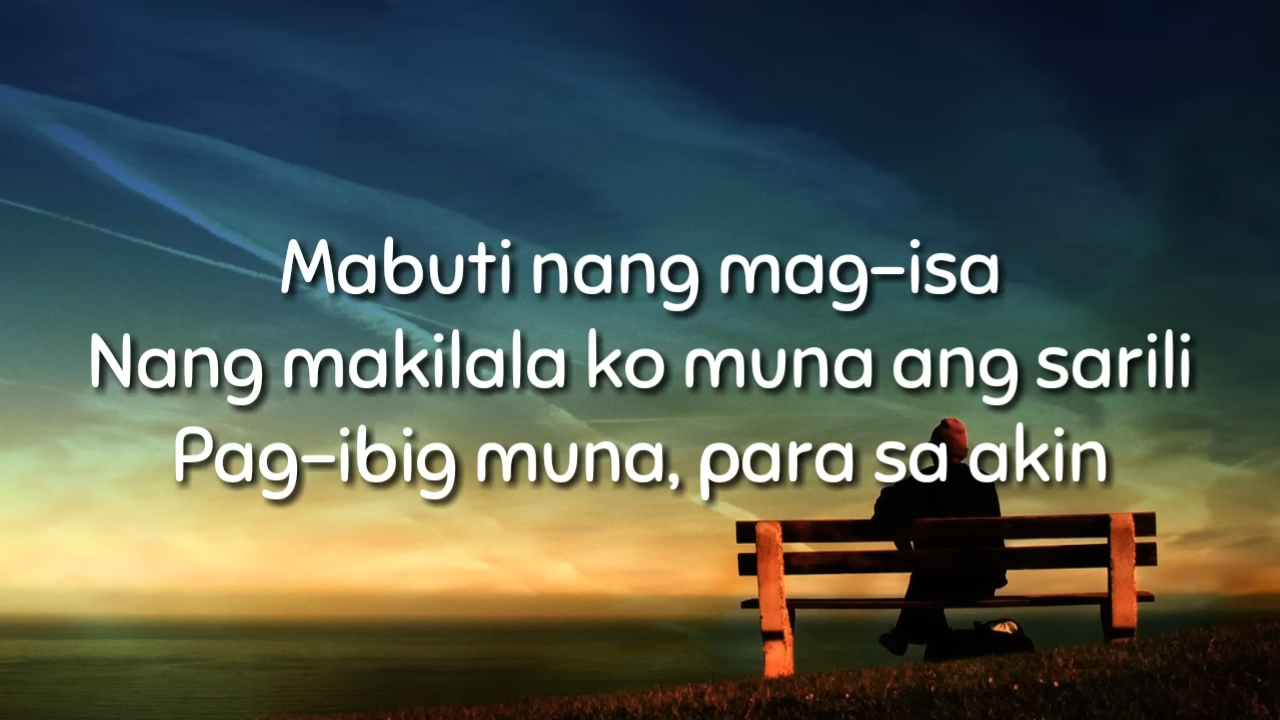 Mabuti nang mag-isa
Nang makilala ko muna ang sarili
Pag-ibig muna, para sa akin